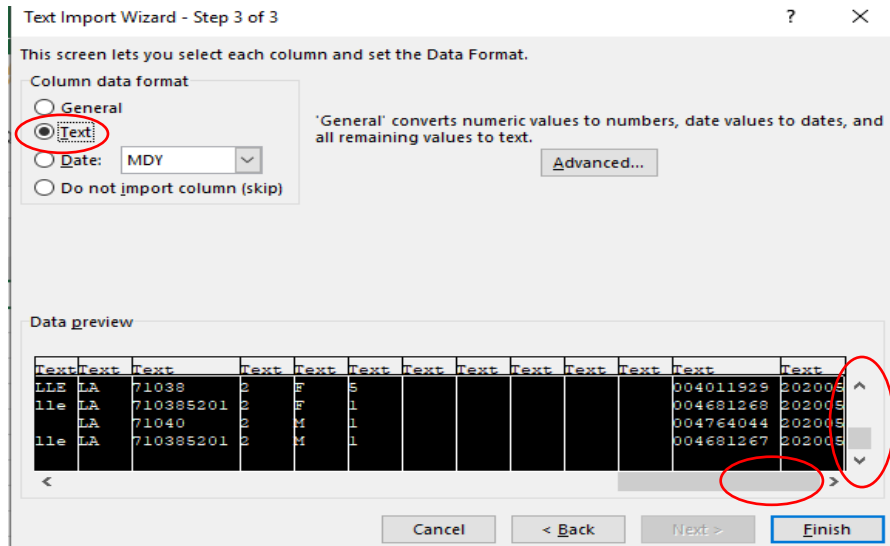 Text Import Wizard - Step 3 of 3 ?
This screen lets you select each column and set the Data Format.
Column data format
General
Text
Date: MDY
Do not import column (skip)
'General' converts numeric values to numbers, date values to dates, and
all remaining values to text.
Advanced...
Data preview
Text Text Text Text Text Text Text Text Text Text Text Text
LLE LA 71038 2 F 5 004011929 202005
lle LA 710385201 2 F 1 004681268 202005
LA 71040 2 M 1 004764044 202005
lle LA 710385201 2 M 1 004681267 202005
Cancel < Back Next > Finish